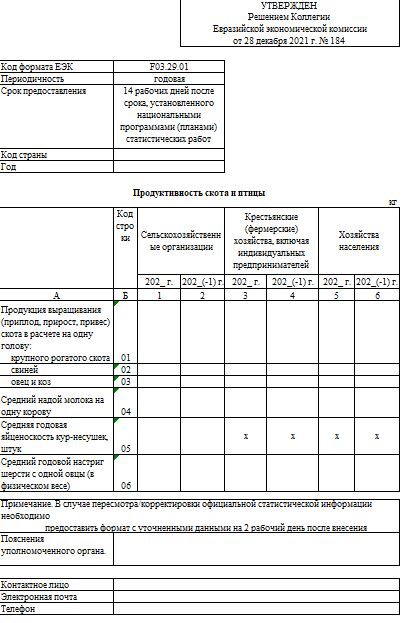 УТВЕРЖДЕН
Решением Коллегии
Евразийской экономической комиссии
от 28 декабря 2021 г. № 184
Код формата ЕЭК F03.29.01
Периодичность годовая
Срок предоставления 14 рабочих дней после
срока, установленного
национальными
программами (планами)
статистических работ
Код страны
Год
Продуктивность скота и птицы
кг
Код
стро
ки
Сельскохозяйственн
ые организации
Крестьянские
(фермерские)
хозяйства, включая
индивидуальных
предпринимателей
Хозяйства
населения
202_ г. 202_(-1) г. 202_ г. 202_(-1) г. 202_ г. 202_(-1) г.
А Б 1 2 3 4 5 6
Продукция выращивания
(приплод, прирост, привес)
скота в расчете на одну
голову:
крупного рогатого скота 01
свиней 02
овец и коз 03
Средний надой молока на
одну корову 04
Средняя годовая
яйценоскость кур-несушек, x x x x
штук 05
Средний годовой настриг
шерсти с одной овцы (в
физическом весе) 06
Примечание. В случае пересмотра/корректировки официальной статистической информации
необходимо
предоставить формат с уточненными данными на 2 рабочий день после внесения
Пояснения
уполномоченного органа.
Контактное лицо
Электронная почта
Телефон